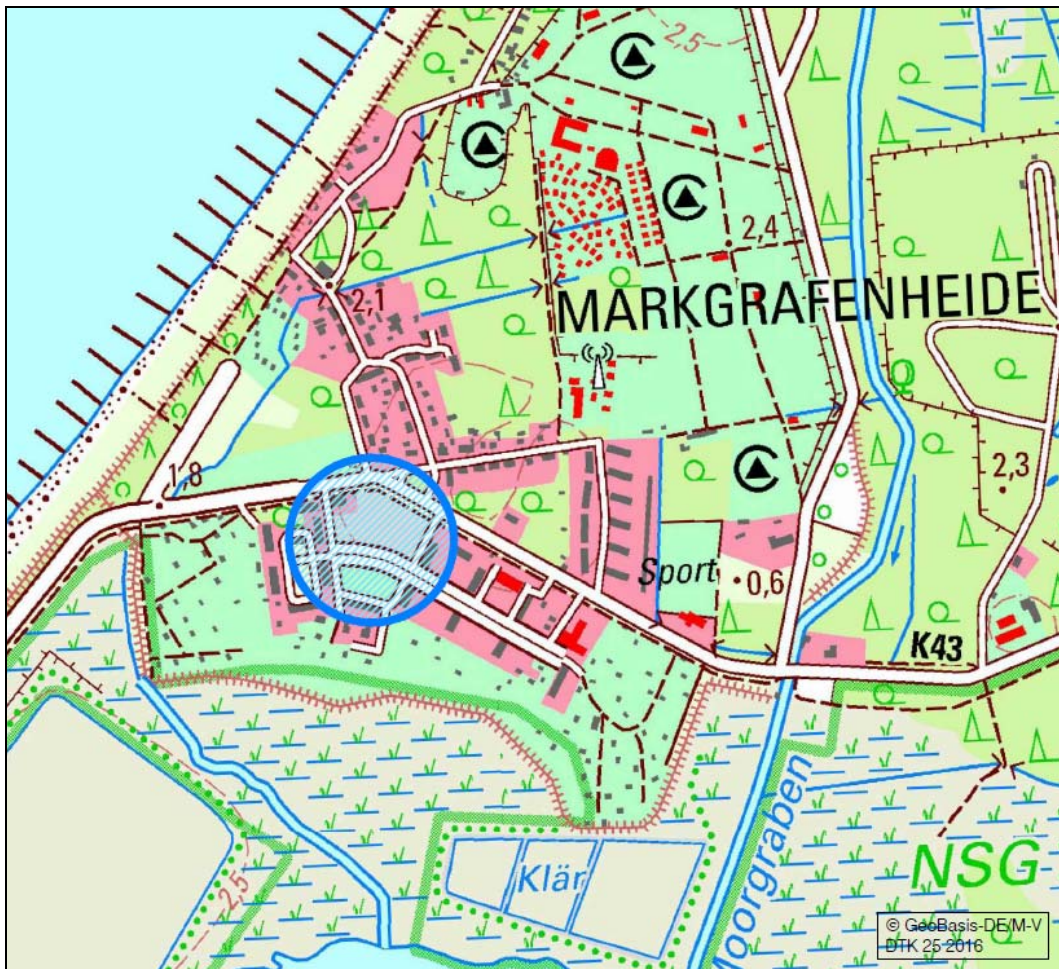 2,5
2,4
2,1
MARKGRAFENHEIDE
1,8
2,3
Sport
0,6
K43
2,5
Klär
Moorgraben
NSG
© GeoBasis-DE/M-V
DTK 25 2016